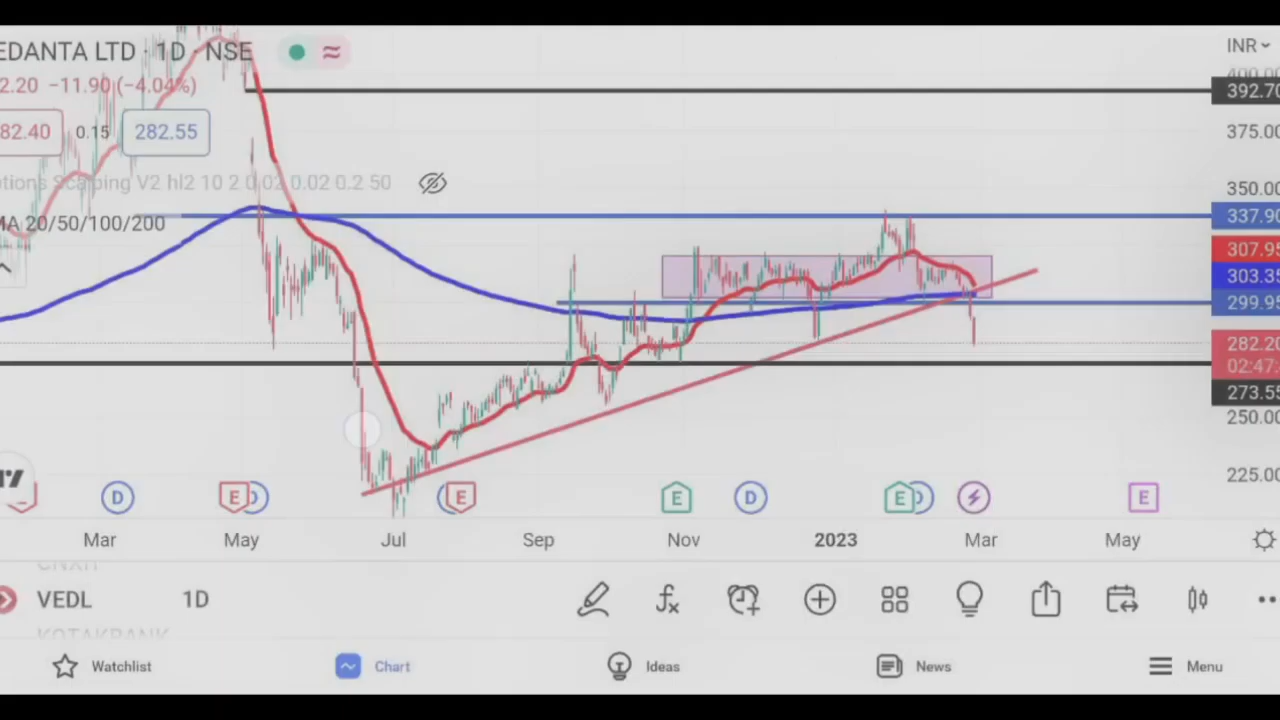 EDANTA LTD · 1D · NSE
INR
2.20 −11.90 (−4.04%)
400.00
392.70
82.40 0.15 282.55
375.00
tions Scalping V2 hl2 10 2 0.02 0.02 0.2 50
350.00
MA 20/50/100/200
337.90
307.95
303.35
299.95
282.20
02:47
273.55
250.00
225.00
D E D E E D E D E
Mar May Jul Sep Nov 2023 Mar May
CNXIT
VEDL 1D
KOTAKBANK
Watchlist Chart Ideas News Menu